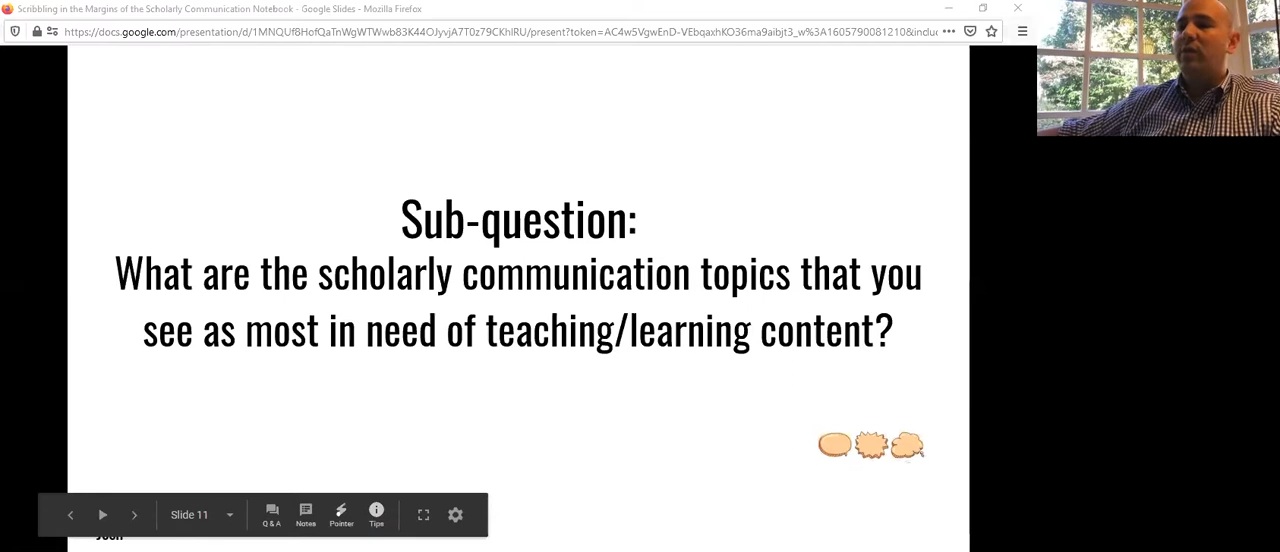 Scribbling in the Margins of the Scholarly Communication Notebook - Google Slides - Mozilla Firefox
Sub-question:
What are the scholarly communication topics that you
see as most in need of teaching/learning content?
Slide 11
Q & A
Notes
Pointer
Tips